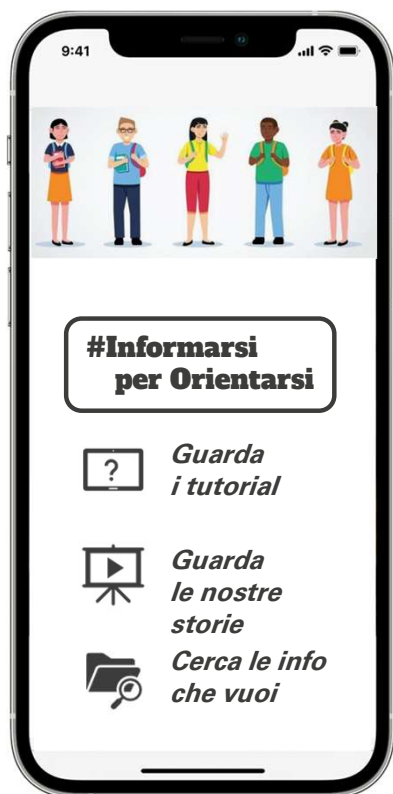 9:41
#Informarsi
per Orientarsi
?
Guarda
i tutorial
Guarda
le nostre
storie
Cerca le info
che vuoi